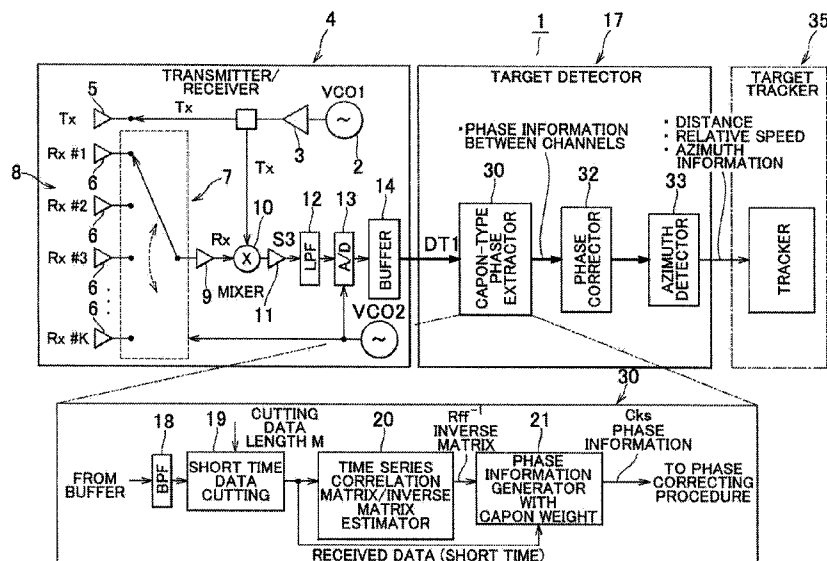 1
4
17
35
TRANSMITTER/
RECEIVER
TARGET DETECTOR
TARGET
TRACKER
5
Tx
Tx
VCO1
~
3
2
Rx #1
6
8
7
Tx
Rx #2
6
Rx #3
6
6
Rx #K
10
Rx
X
9
MIXER
S3
11
12
LPF
13
A/D
14
BUFFER
VCO2
~
DT1
・PHASE INFORMATION
BETWEEN CHANNELS
30
CAPON-TYPE
PHASE
EXTRACTOR
32
PHASE
CORRECTOR
33
AZIMUTH
DETECTOR
・DISTANCE
・RELATIVE SPEED
・AZIMUTH
INFORMATION
TRACKER
30
FROM
BUFFER
18
BPF
19
CUTTING
DATA
LENGTH M
SHORT TIME
DATA
CUTTING
20
TIME SERIES
CORRELATION
MATRIX/INVERSE
MATRIX
ESTIMATOR
Rff⁻¹
INVERSE
MATRIX
21
PHASE
INFORMATION
GENERATOR
WITH
CAPON WEIGHT
Cks
PHASE
INFORMATION
TO PHASE
CORRECTING
PROCEDURE
RECEIVED DATA (SHORT TIME)